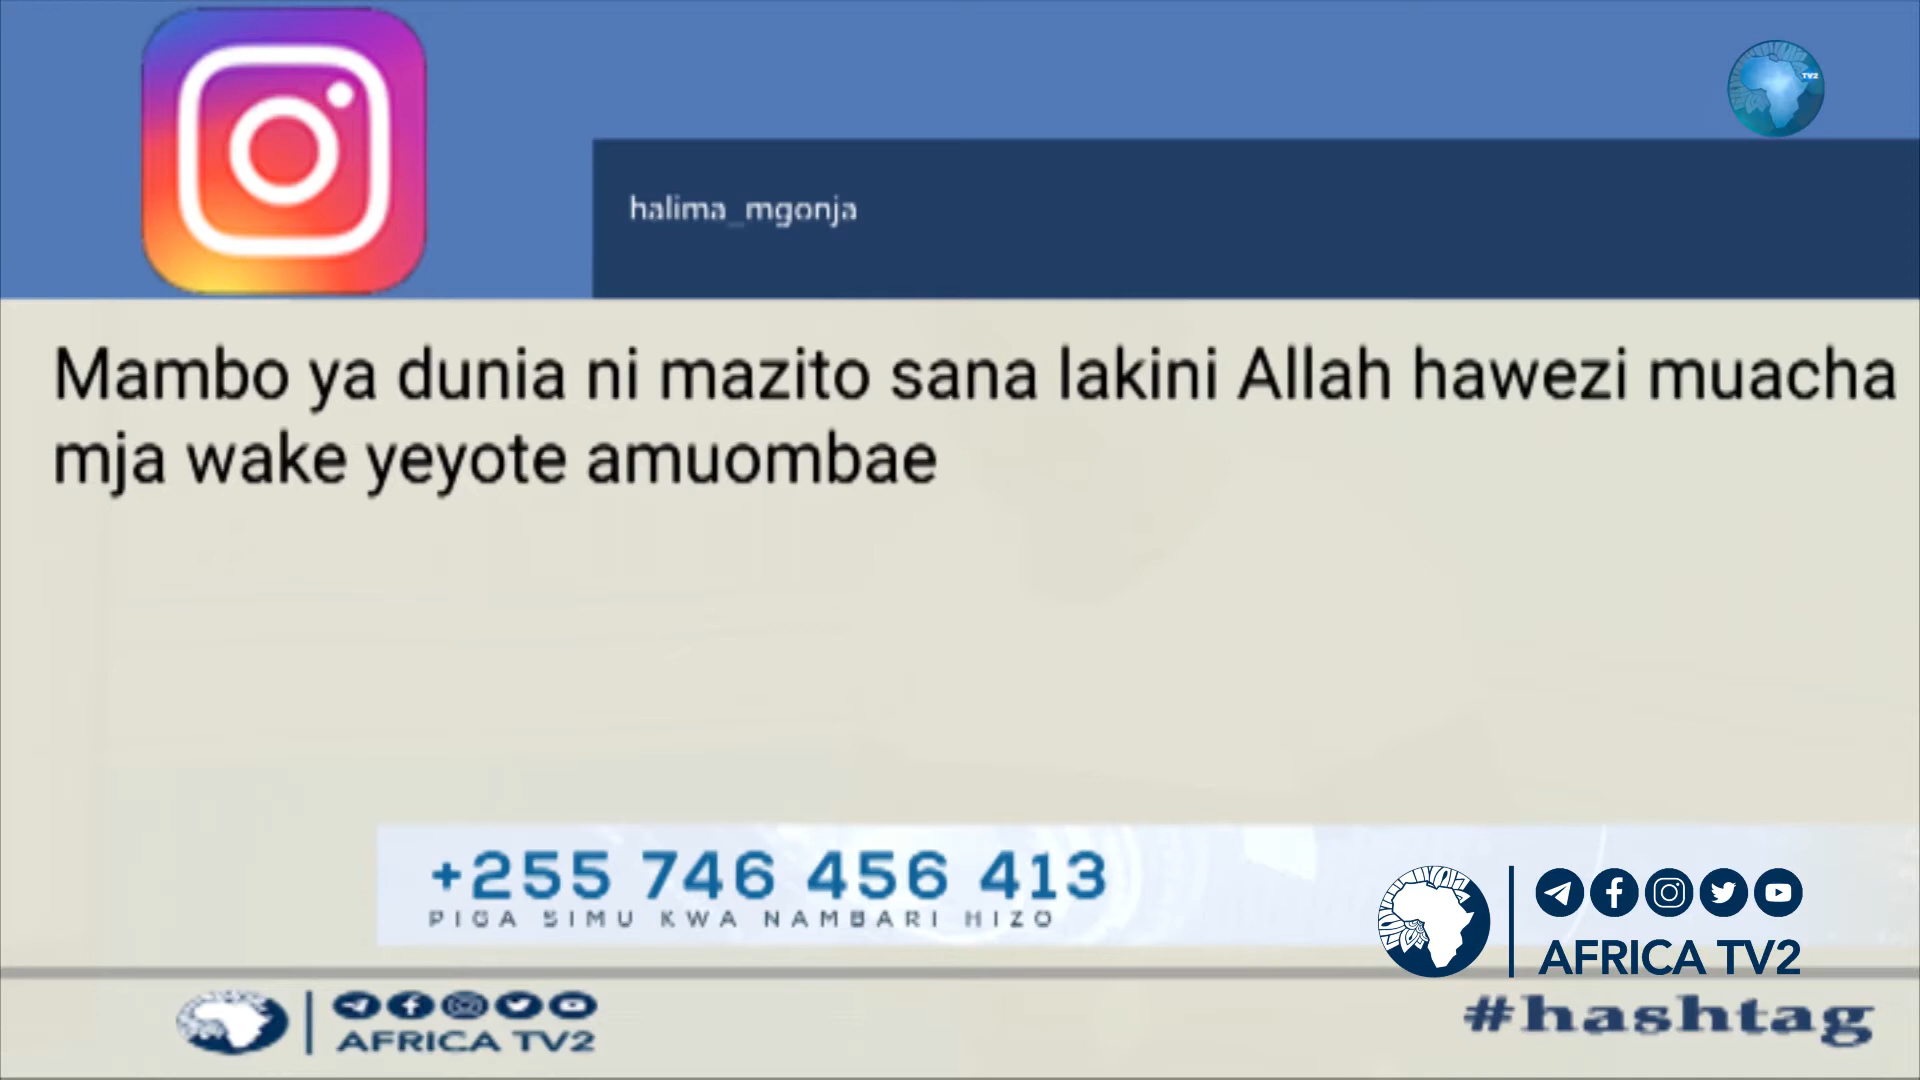 TV2
halima_mgonja
Mambo ya dunia ni mazito sana lakini Allah hawezi muacha
mja wake yeyote amuombae
+255 746 456 413
PIGA SIMU KWA NAMBARI HIZO
AFRICA TV2
AFRICA TV2
#hashtag